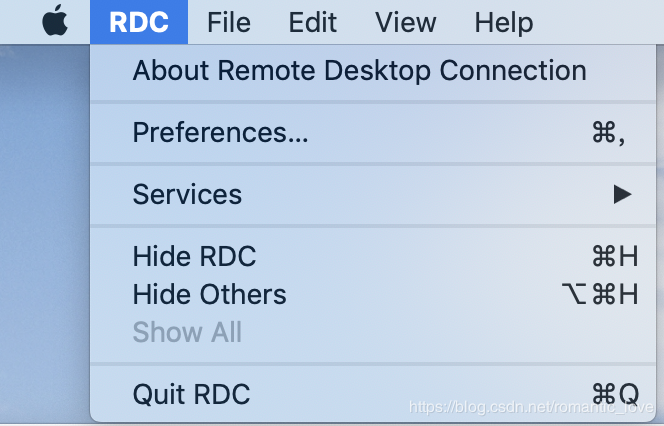 RDC File Edit View Help
About Remote Desktop Connection
Preferences... ⌘,
Services ▶
Hide RDC ⌘H
Hide Others ⌥⌘H
Show All
Quit RDC ⌘Q
https://blog.csdn.net/romantic_love